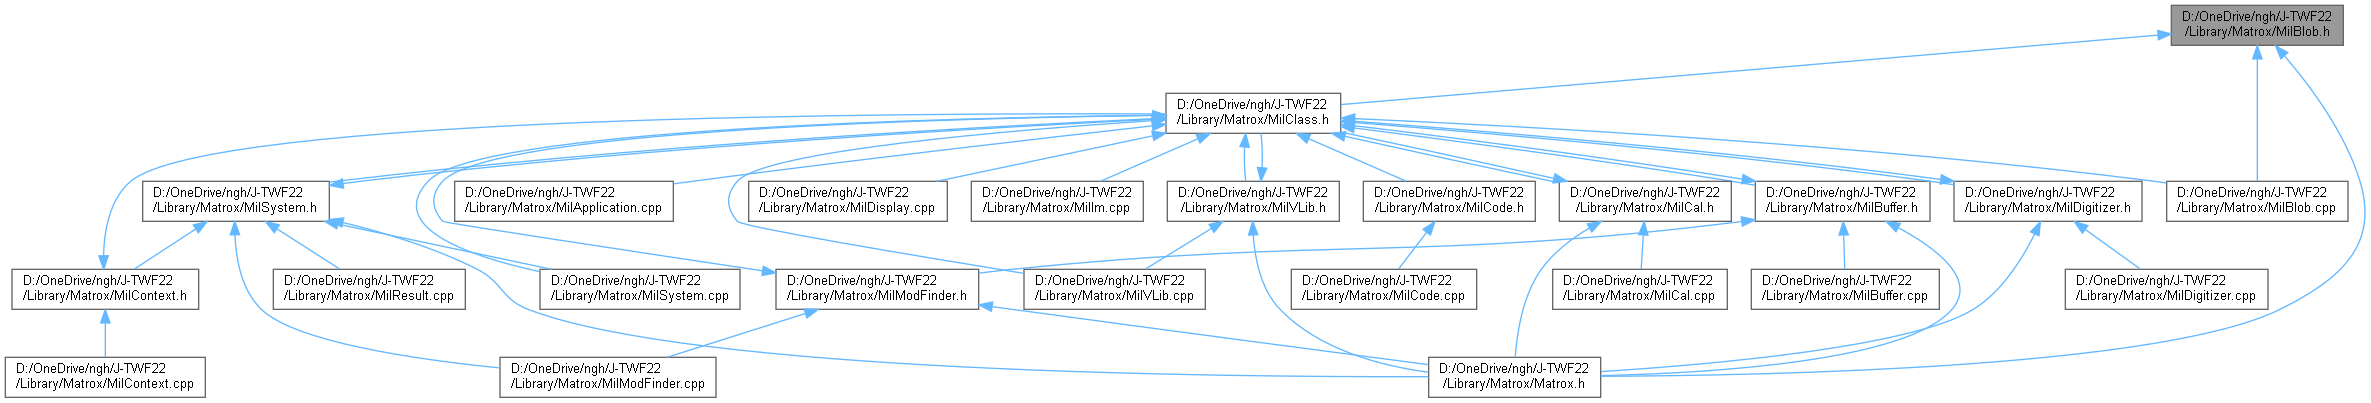 D:/OneDrive/ngh/J-TWF22
/Library/Matrox/MilBlob.h
D:/OneDrive/ngh/J-TWF22
/Library/Matrox/MilClass.h
D:/OneDrive/ngh/J-TWF22
/Library/Matrox/MilSystem.h
D:/OneDrive/ngh/J-TWF22
/Library/Matrox/MilApplication.cpp
D:/OneDrive/ngh/J-TWF22
/Library/Matrox/MilDisplay.cpp
D:/OneDrive/ngh/J-TWF22
/Library/Matrox/MilIm.cpp
D:/OneDrive/ngh/J-TWF22
/Library/Matrox/MilVLib.h
D:/OneDrive/ngh/J-TWF22
/Library/Matrox/MilCode.h
D:/OneDrive/ngh/J-TWF22
/Library/Matrox/MilCal.h
D:/OneDrive/ngh/J-TWF22
/Library/Matrox/MilBuffer.h
D:/OneDrive/ngh/J-TWF22
/Library/Matrox/MilDigitizer.h
D:/OneDrive/ngh/J-TWF22
/Library/Matrox/MilBlob.cpp
D:/OneDrive/ngh/J-TWF22
/Library/Matrox/MilContext.h
D:/OneDrive/ngh/J-TWF22
/Library/Matrox/MilResult.cpp
D:/OneDrive/ngh/J-TWF22
/Library/Matrox/MilSystem.cpp
D:/OneDrive/ngh/J-TWF22
/Library/Matrox/MilModFinder.h
D:/OneDrive/ngh/J-TWF22
/Library/Matrox/MilVLib.cpp
D:/OneDrive/ngh/J-TWF22
/Library/Matrox/MilCode.cpp
D:/OneDrive/ngh/J-TWF22
/Library/Matrox/MilCal.cpp
D:/OneDrive/ngh/J-TWF22
/Library/Matrox/MilBuffer.cpp
D:/OneDrive/ngh/J-TWF22
/Library/Matrox/MilDigitizer.cpp
D:/OneDrive/ngh/J-TWF22
/Library/Matrox/MilContext.cpp
D:/OneDrive/ngh/J-TWF22
/Library/Matrox/MilModFinder.cpp
D:/OneDrive/ngh/J-TWF22
/Library/Matrox/Matrox.h